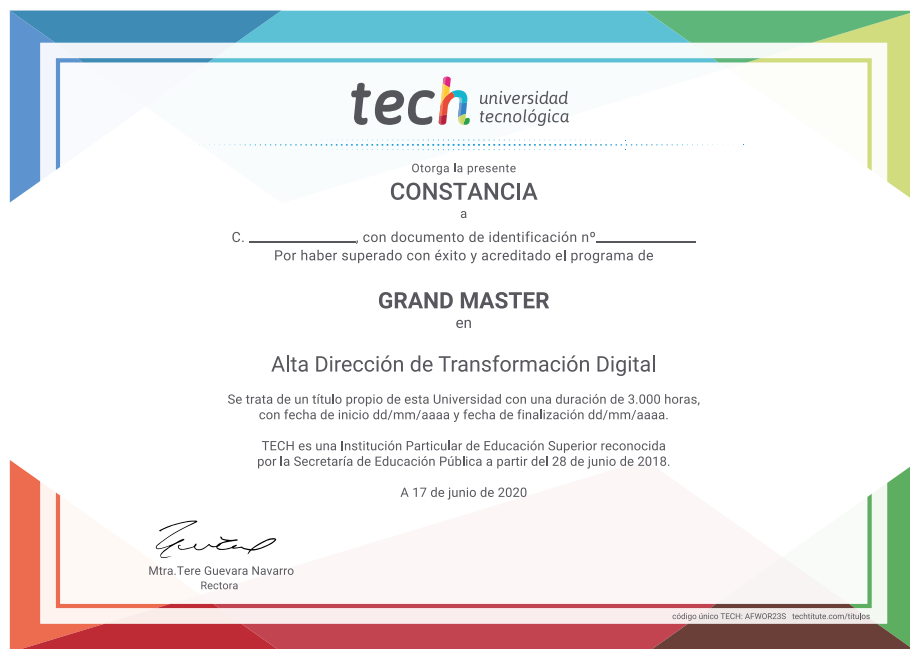 tech universidad
tecnológica
Otorga la presente
CONSTANCIA
a
C. ____________, con documento de identificación nº____________
Por haber superado con éxito y acreditado el programa de
GRAND MASTER
en
Alta Dirección de Transformación Digital
Se trata de un título propio de esta Universidad con una duración de 3.000 horas,
con fecha de inicio dd/mm/aaaa y fecha de finalización dd/mm/aaaa.
TECH es una Institución Particular de Educación Superior reconocida
por la Secretaría de Educación Pública a partir del 28 de junio de 2018.
A 17 de junio de 2020
Mtra.Tere Guevara Navarro
Rectora
código único TECH: AFWOR23S techtitute.com/titulos